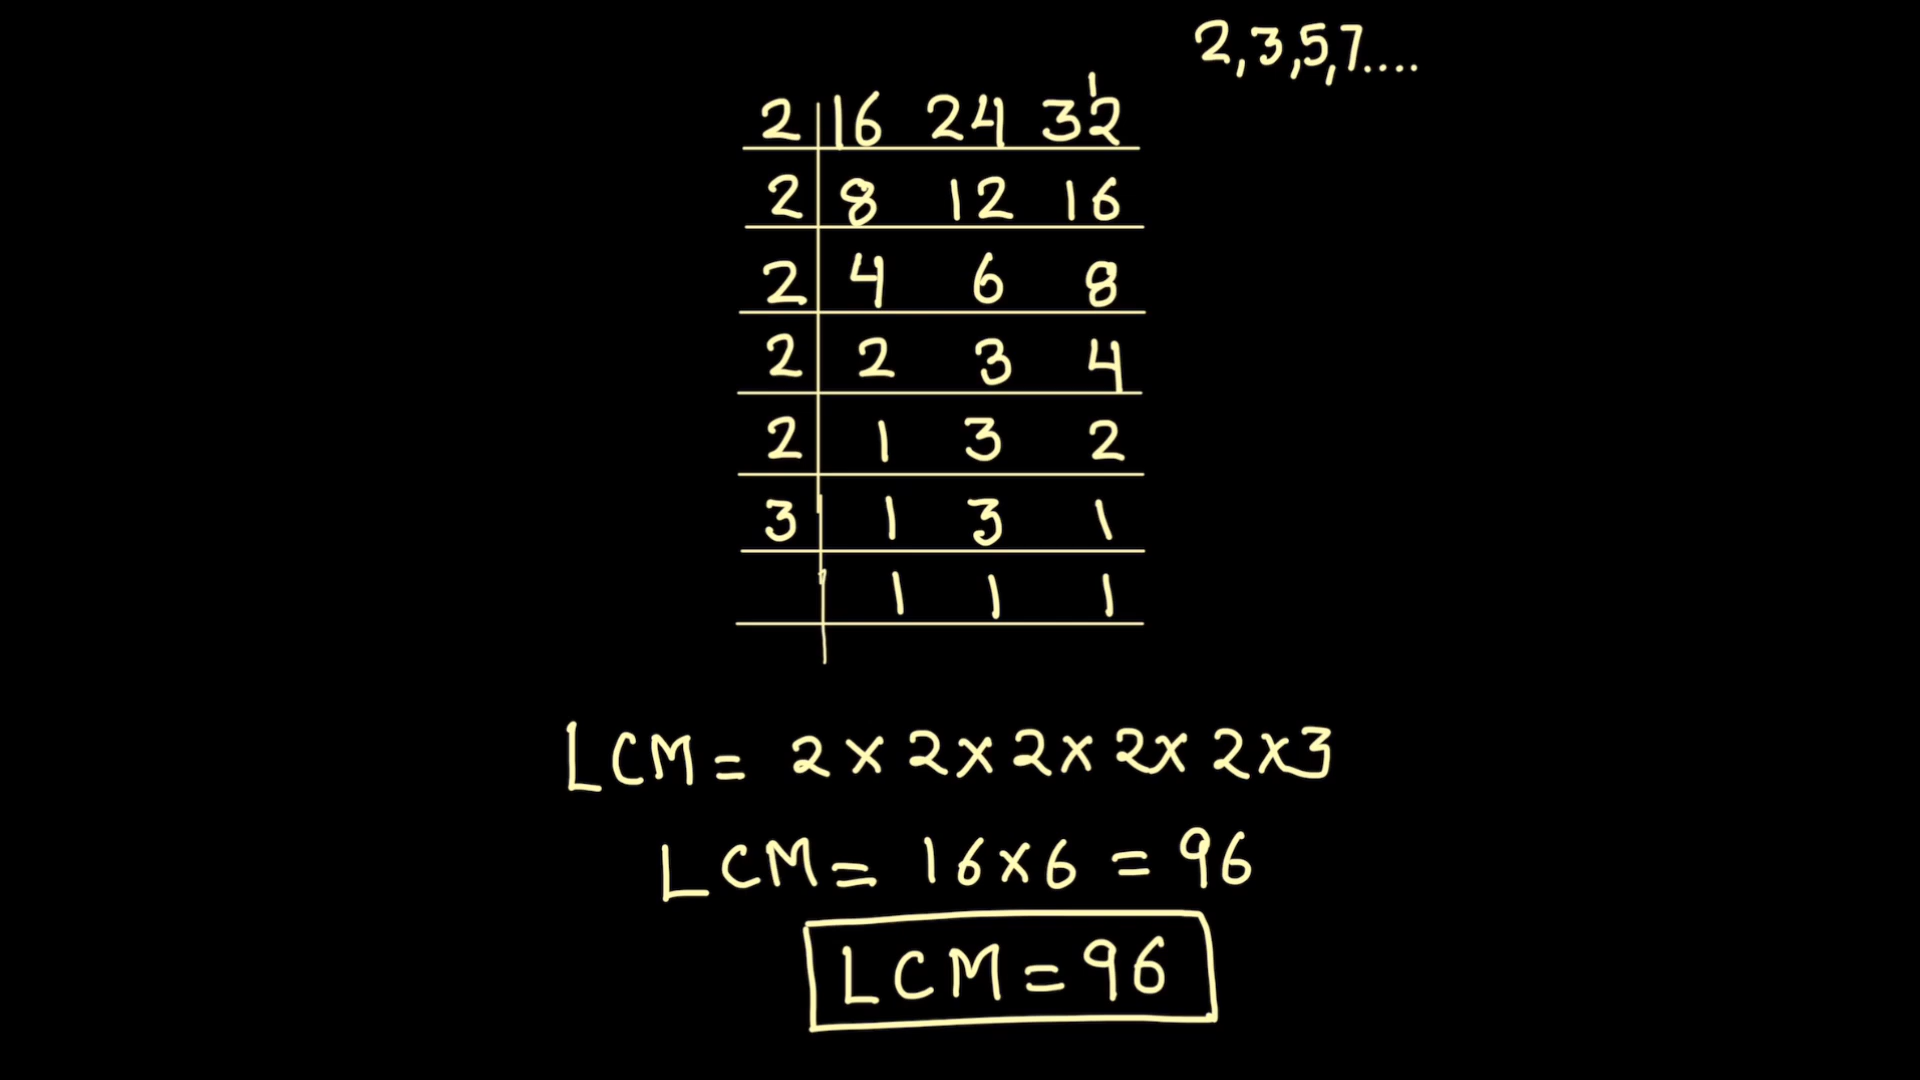 2,3,5,7....
1
2 16 24 32
2 8 12 16
2 4 6 8
2 2 3 4
2 1 3 2
3 1 3 1
1 1 1
LCM = 2 × 2 × 2 × 2 × 2 × 3
LCM = 16 × 6 = 96
LCM = 96